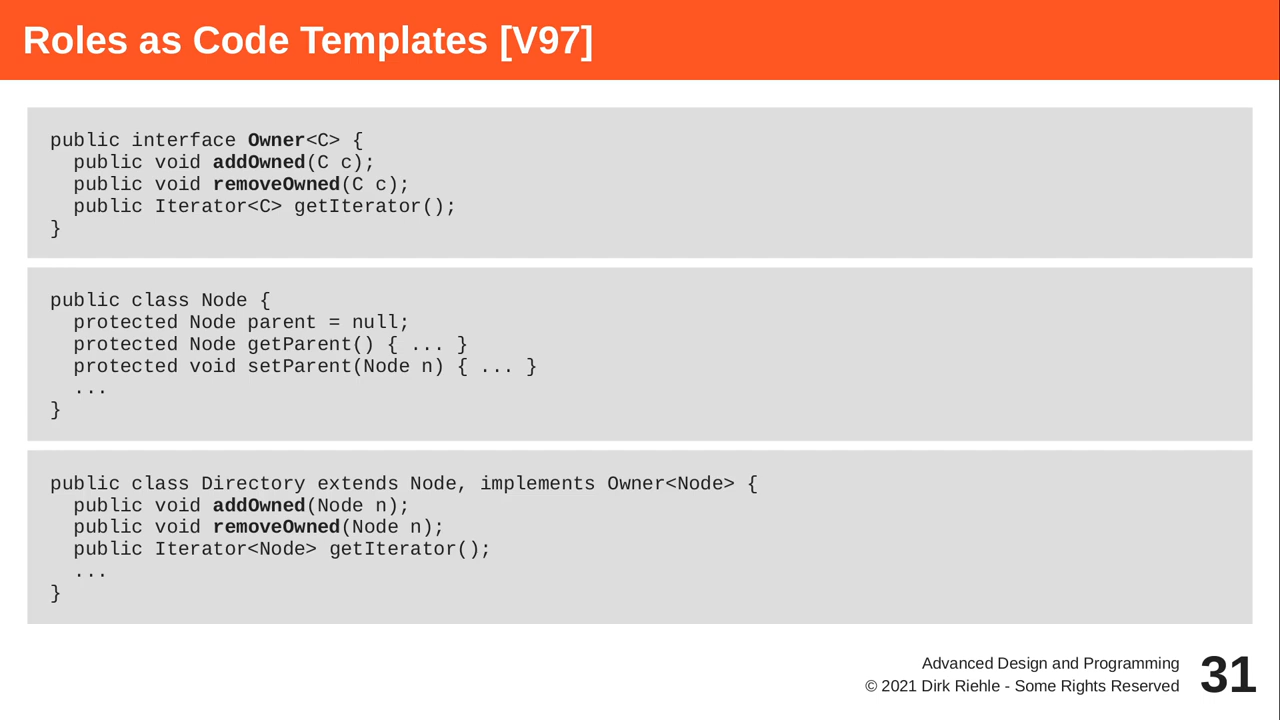 Roles as Code Templates [V97]
public interface Owner<C> {
  public void addOwned(C c);
  public void removeOwned(C c);
  public Iterator<C> getIterator();
}
public class Node {
  protected Node parent = null;
  protected Node getParent() { ... }
  protected void setParent(Node n) { ... }
  ...
}
public class Directory extends Node, implements Owner<Node> {
  public void addOwned(Node n);
  public void removeOwned(Node n);
  public Iterator<Node> getIterator();
  ...
}
Advanced Design and Programming
© 2021 Dirk Riehle - Some Rights Reserved
31